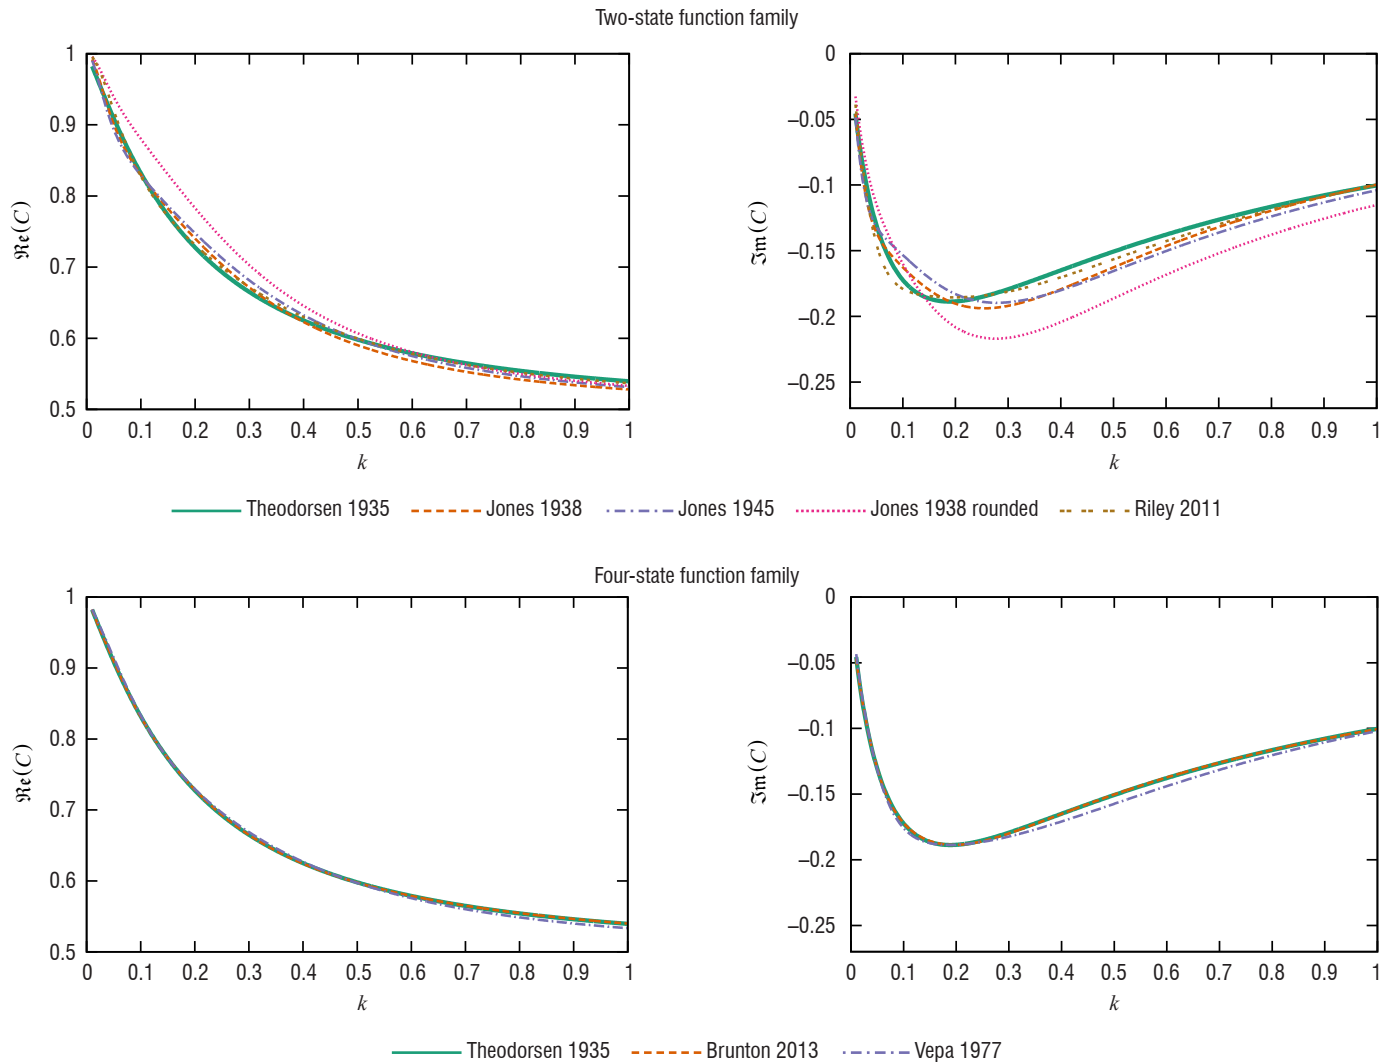 Two-state function family
1
0.9
0.8
0.7
0.6
0.5
ℜe(C)
0 0.1 0.2 0.3 0.4 0.5 0.6 0.7 0.8 0.9 1
k
0
−0.05
−0.1
−0.15
−0.2
−0.25
ℑm(C)
0 0.1 0.2 0.3 0.4 0.5 0.6 0.7 0.8 0.9 1
k
Theodorsen 1935 Jones 1938 Jones 1945 Jones 1938 rounded Riley 2011
Four-state function family
1
0.9
0.8
0.7
0.6
0.5
ℜe(C)
0 0.1 0.2 0.3 0.4 0.5 0.6 0.7 0.8 0.9 1
k
0
−0.05
−0.1
−0.15
−0.2
−0.25
ℑm(C)
0 0.1 0.2 0.3 0.4 0.5 0.6 0.7 0.8 0.9 1
k
Theodorsen 1935 Brunton 2013 Vepa 1977